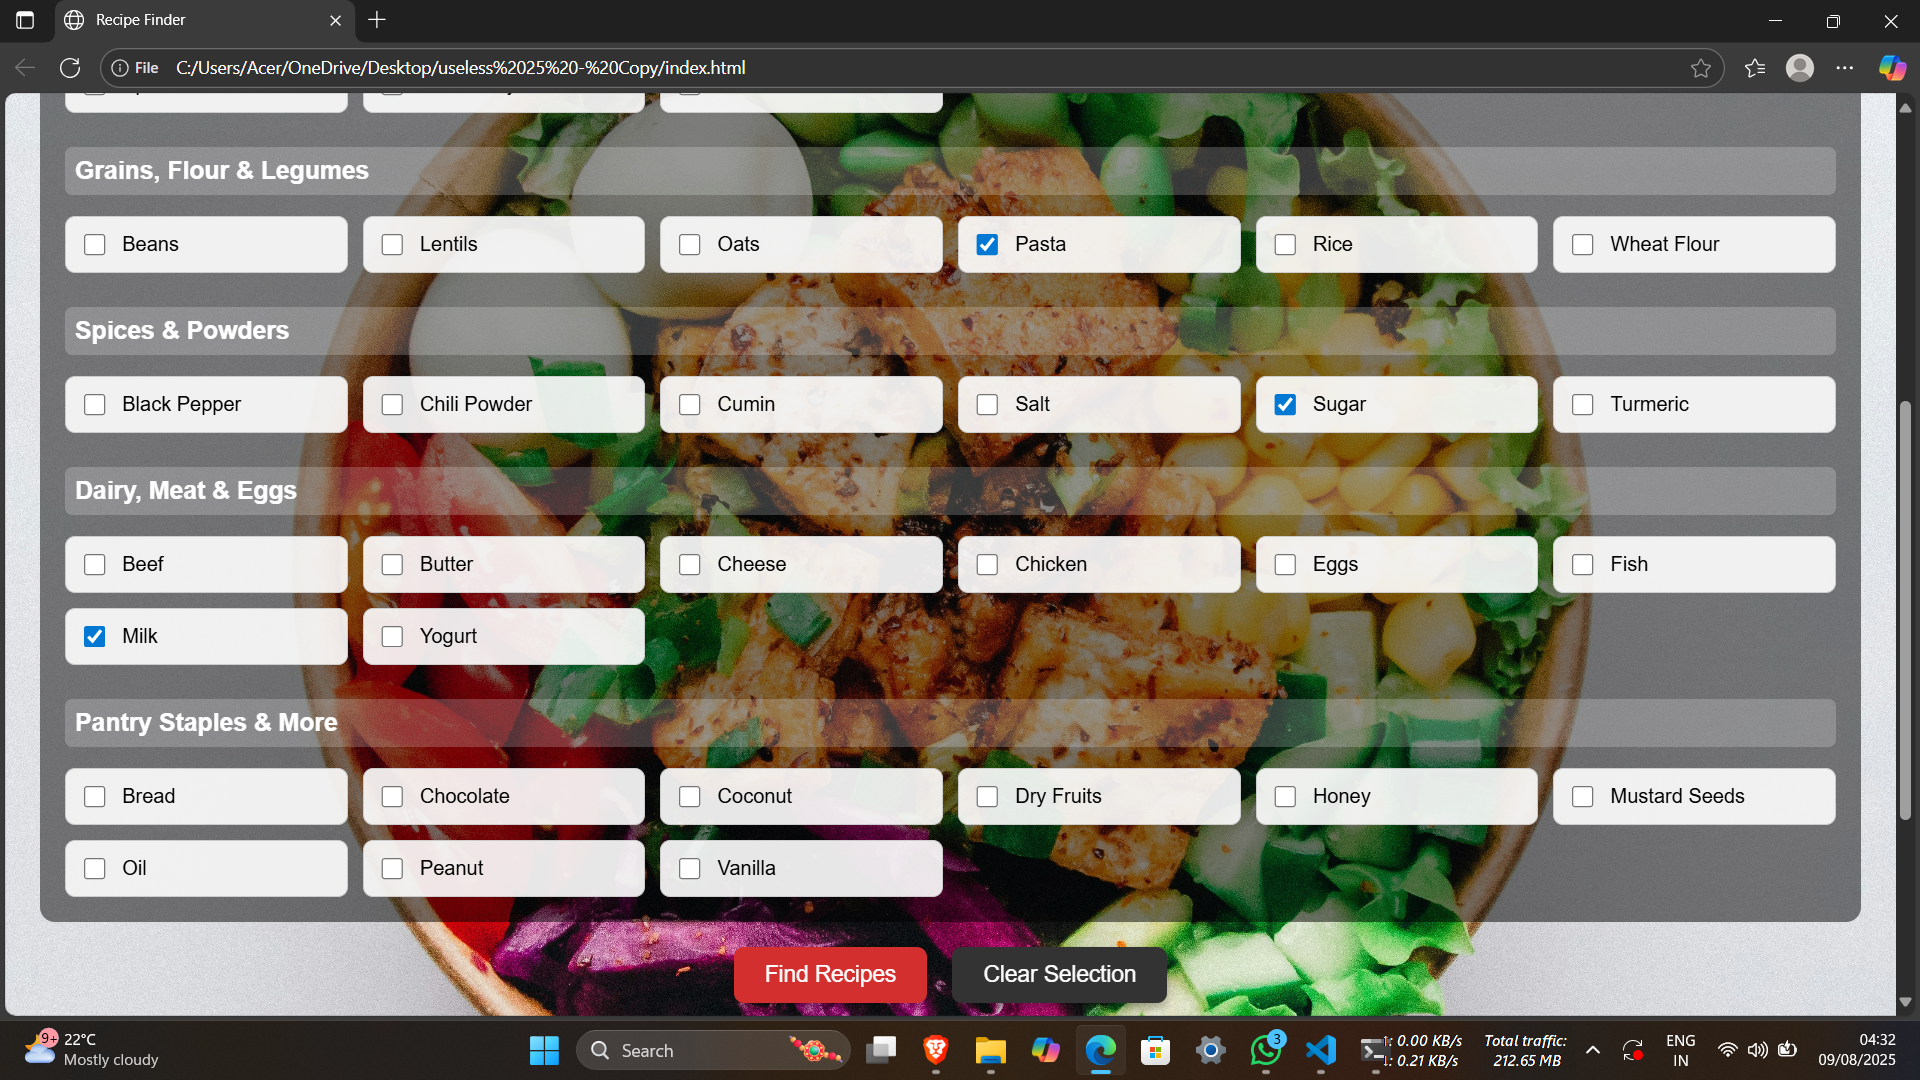 Recipe Finder
File C:/Users/Acer/OneDrive/Desktop/useless%2025%20-%20Copy/index.html
Grains, Flour & Legumes
Beans Lentils Oats Pasta Rice Wheat Flour
Spices & Powders
Black Pepper Chili Powder Cumin Salt Sugar Turmeric
Dairy, Meat & Eggs
Beef Butter Cheese Chicken Eggs Fish
Milk Yogurt
Pantry Staples & More
Bread Chocolate Coconut Dry Fruits Honey Mustard Seeds
Oil Peanut Vanilla
Find Recipes Clear Selection
9+ 22°C
Mostly cloudy
Search
3
: 0.00 KB/s
: 0.21 KB/s
Total traffic:
212.65 MB
ENG
IN
04:32
09/08/2025